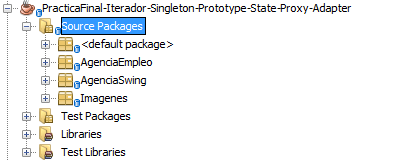 PracticaFinal-Iterador-Singleton-Prototype-State-Proxy-Adapter
Source Packages
<default package>
AgenciaEmpleo
AgenciaSwing
Imagenes
Test Packages
Libraries
Test Libraries